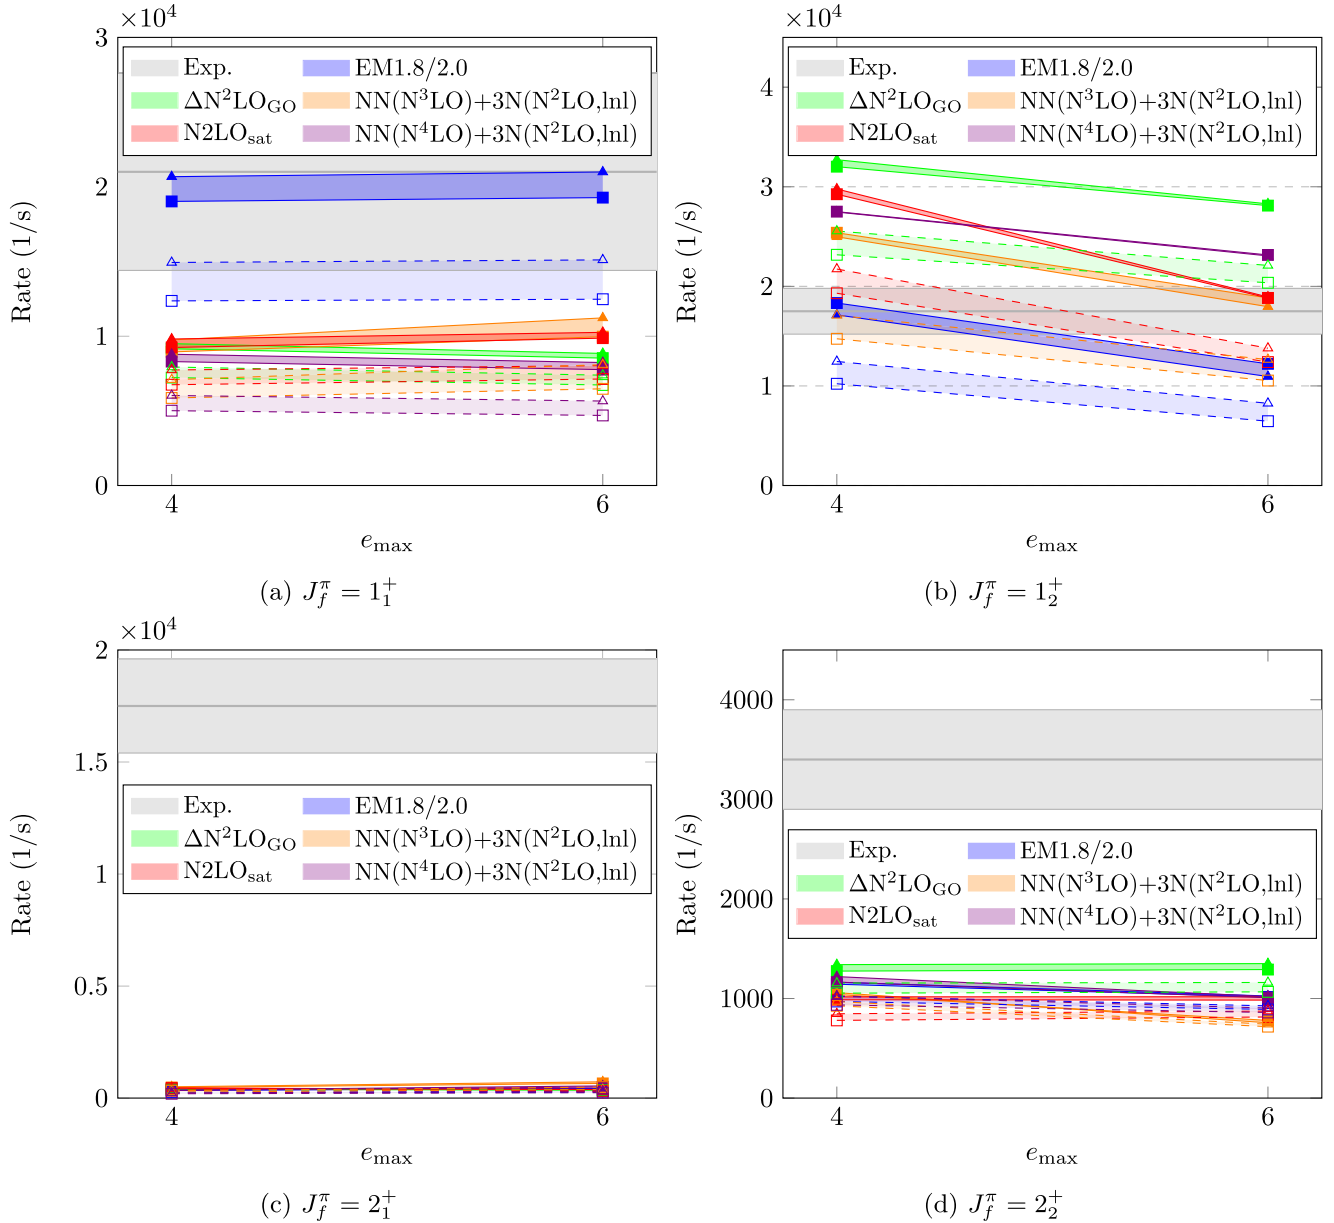 ×10⁴
3
2
1
0
Rate (1/s)
Exp.
EM1.8/2.0
ΔN²LO_GO
NN(N³LO)+3N(N²LO,lnl)
N2LO_sat
NN(N⁴LO)+3N(N²LO,lnl)
4
6
e_max
(a) J_f^π = 1_1^+
×10⁴
4
3
2
1
0
Rate (1/s)
Exp.
EM1.8/2.0
ΔN²LO_GO
NN(N³LO)+3N(N²LO,lnl)
N2LO_sat
NN(N⁴LO)+3N(N²LO,lnl)
4
6
e_max
(b) J_f^π = 1_2^+
×10⁴
2
1.5
1
0.5
0
Rate (1/s)
Exp.
EM1.8/2.0
ΔN²LO_GO
NN(N³LO)+3N(N²LO,lnl)
N2LO_sat
NN(N⁴LO)+3N(N²LO,lnl)
4
6
e_max
(c) J_f^π = 2_1^+
4000
3000
2000
1000
0
Rate (1/s)
Exp.
EM1.8/2.0
ΔN²LO_GO
NN(N³LO)+3N(N²LO,lnl)
N2LO_sat
NN(N⁴LO)+3N(N²LO,lnl)
4
6
e_max
(d) J_f^π = 2_2^+